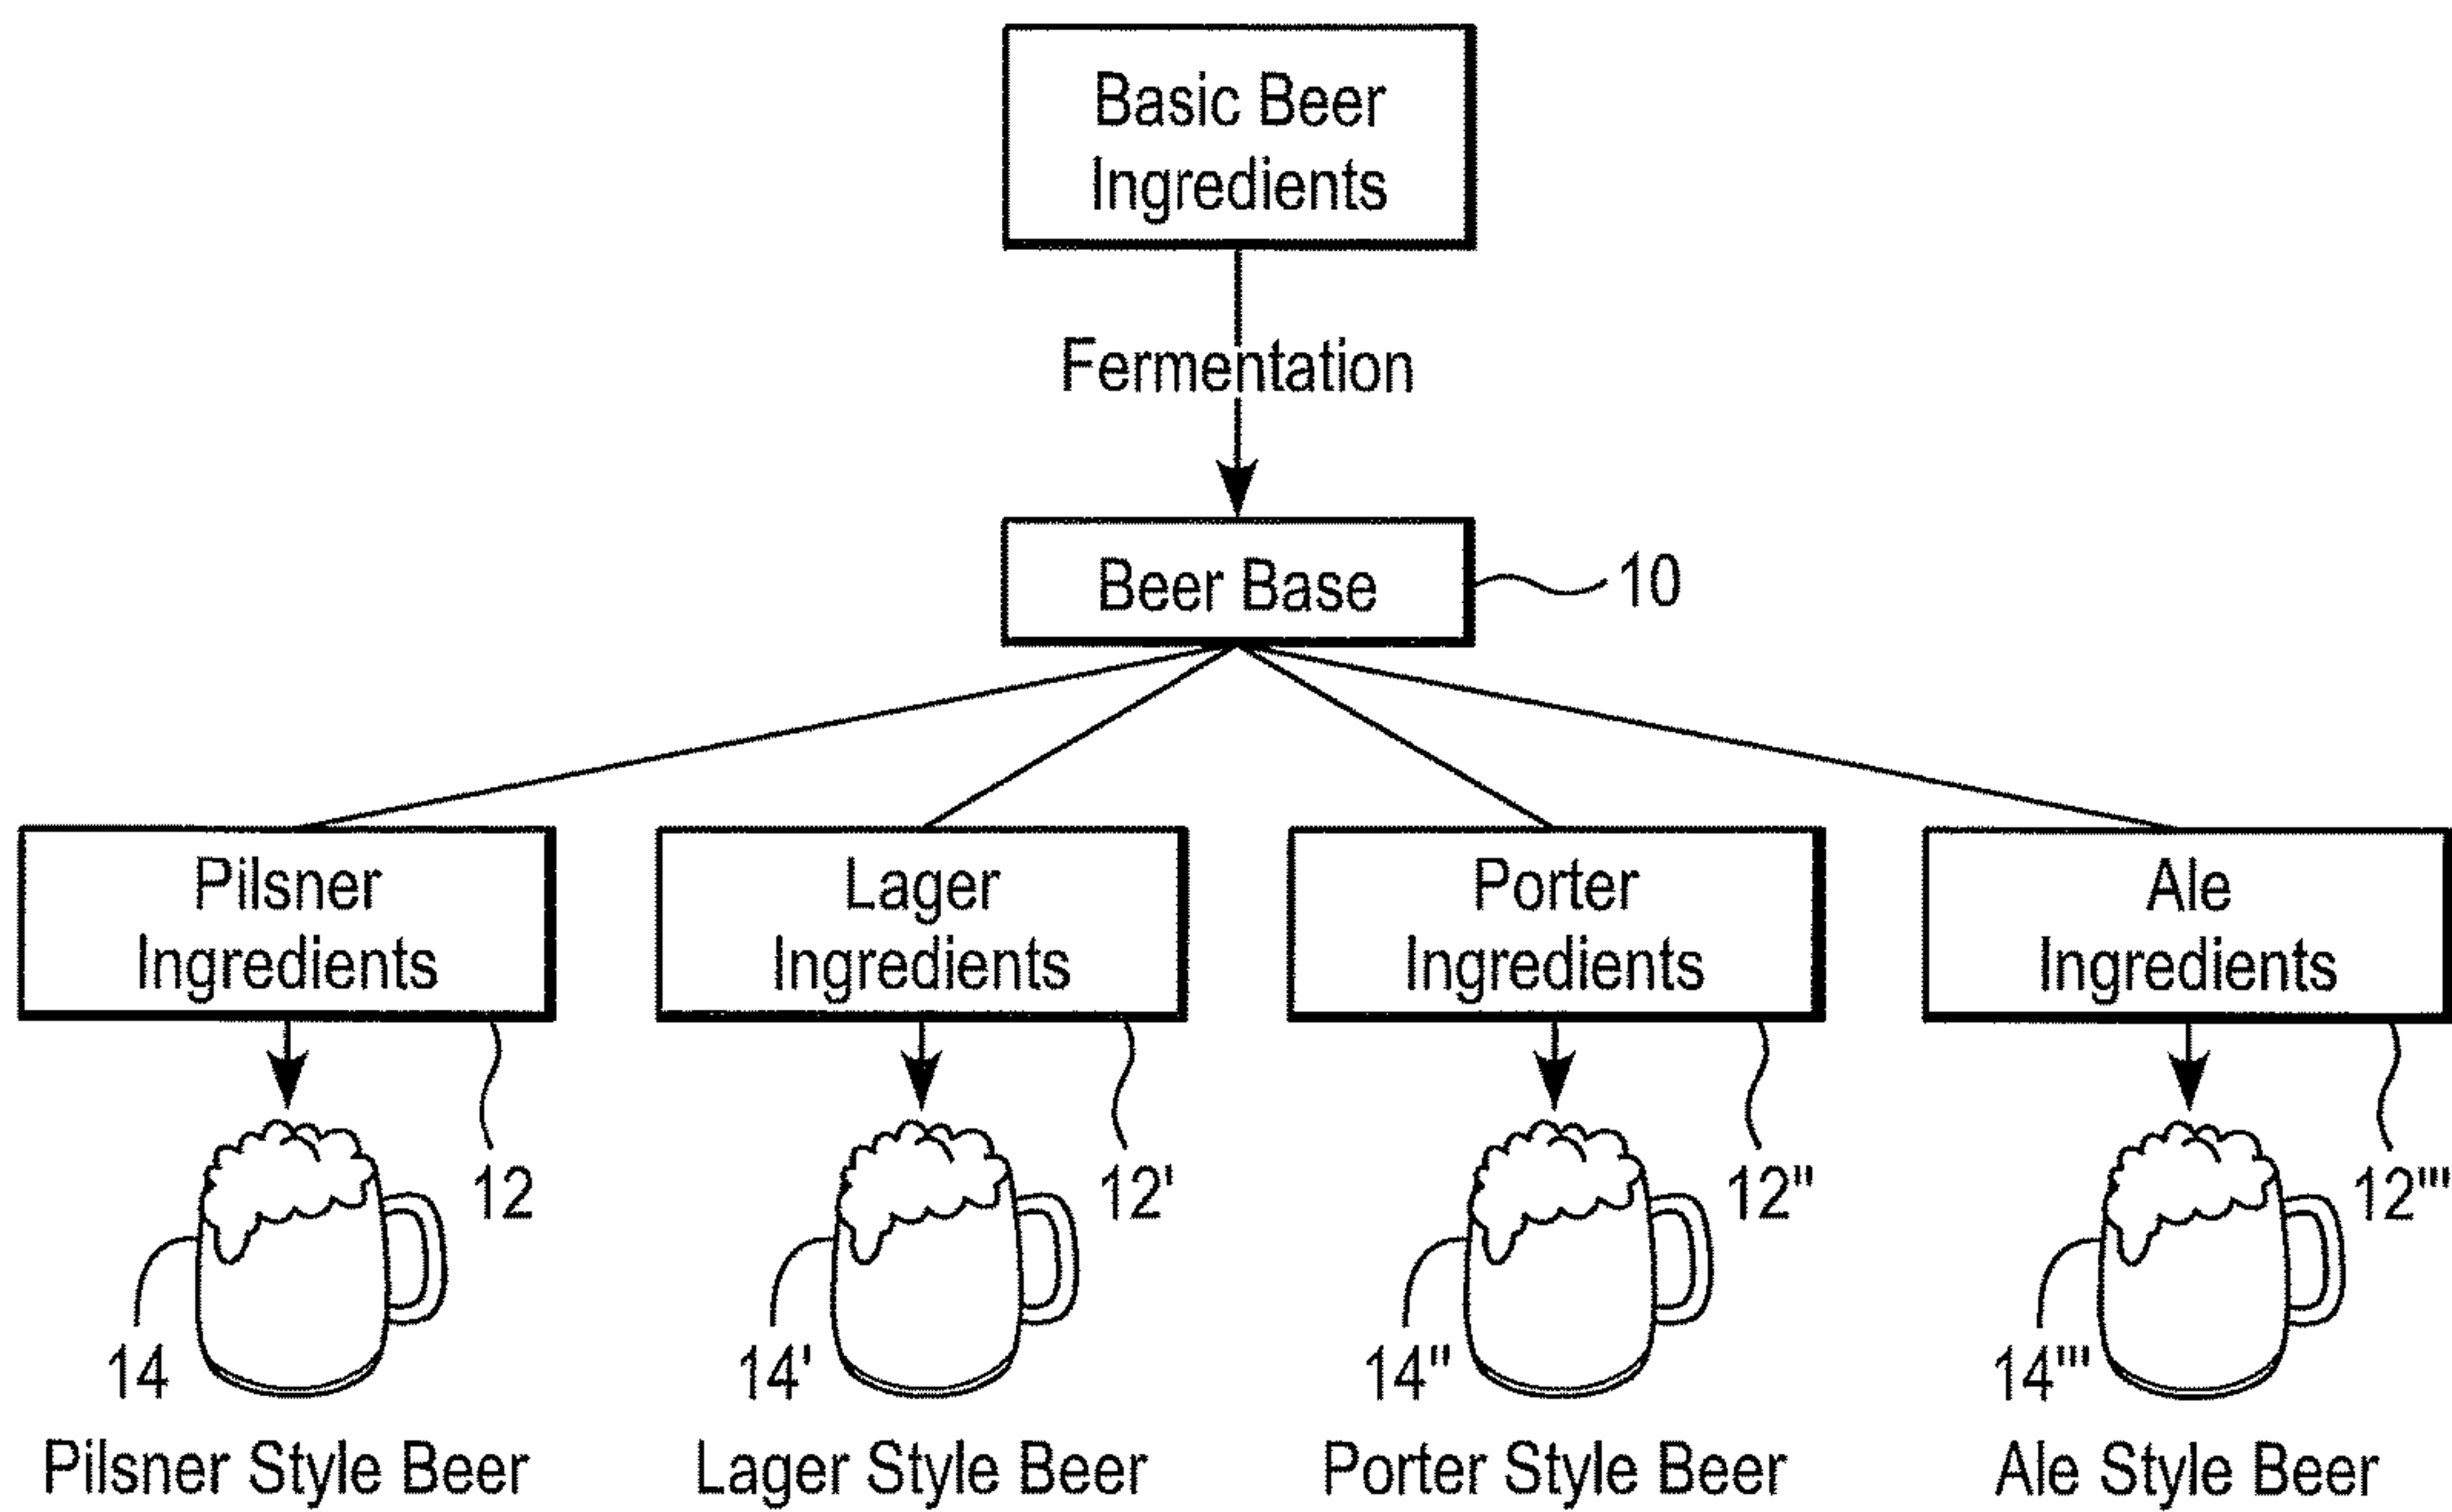 Basic Beer
Ingredients
Fermentation
Beer Base
10
Pilsner
Ingredients
Lager
Ingredients
Porter
Ingredients
Ale
Ingredients
12
12'
12"
12'''
14
14'
14"
14'''
Pilsner Style Beer
Lager Style Beer
Porter Style Beer
Ale Style Beer